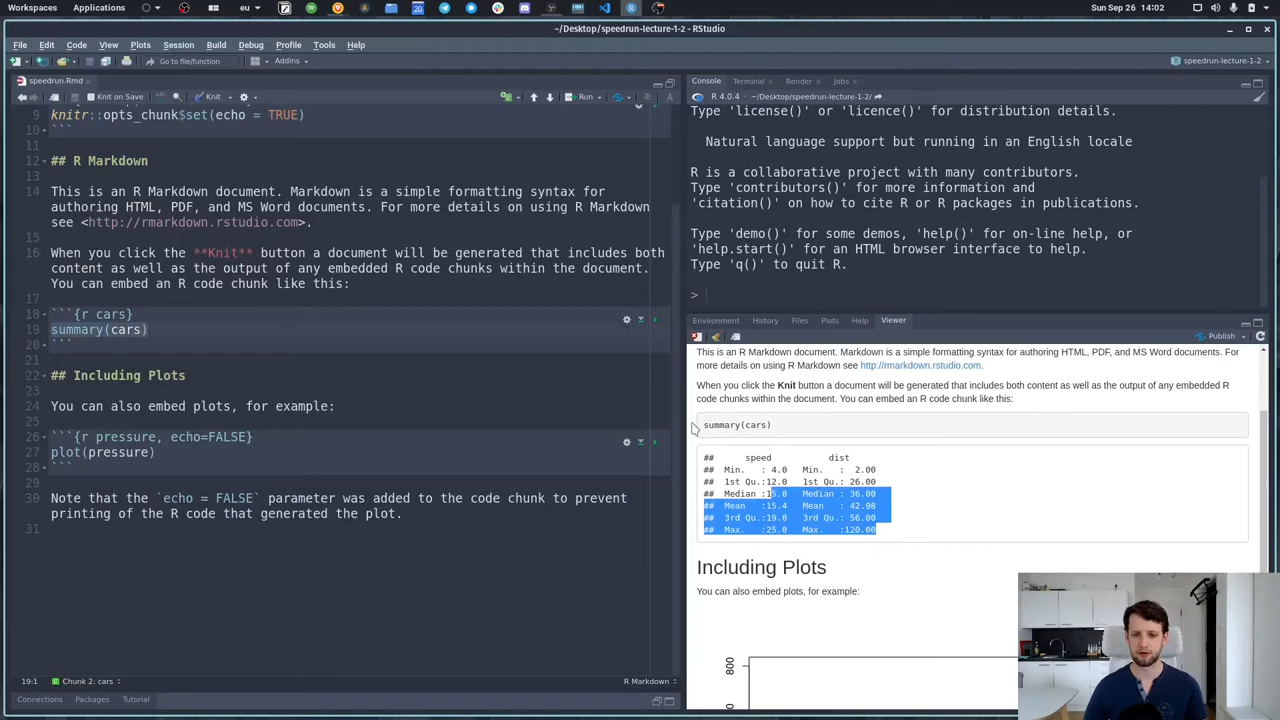 Workspaces
Applications
eu
Sun Sep 26 14:02
~/Desktop/speedrun-lecture-1-2 - RStudio
File Edit Code View Plots Session Build Debug Profile Tools Help
Go to file/function
Addins
speedrun-lecture-1-2
speedrun.Rmd
Knit on Save
Knit
Run
9 knitr::opts_chunk$set(echo = TRUE)
10 ```
11
12 ## R Markdown
13
14 This is an R Markdown document. Markdown is a simple formatting syntax for
authoring HTML, PDF, and MS Word documents. For more details on using R Markdown
see <http://rmarkdown.rstudio.com>.
15
16 When you click the **Knit** button a document will be generated that includes both
content as well as the output of any embedded R code chunks within the document.
You can embed an R code chunk like this:
17
18 ```{r cars}
19 summary(cars)
20 ```
21
22 ## Including Plots
23
24 You can also embed plots, for example:
25
26 ```{r pressure, echo=FALSE}
27 plot(pressure)
28 ```
29
30 Note that the `echo = FALSE` parameter was added to the code chunk to prevent
printing of the R code that generated the plot.
31
19:1 Chunk 2: cars
R Markdown
Connections Packages Tutorial
Console Terminal Render Jobs
R 4.0.4 · ~/Desktop/speedrun-lecture-1-2/
Type 'license()' or 'licence()' for distribution details.
Natural language support but running in an English locale
R is a collaborative project with many contributors.
Type 'contributors()' for more information and
'citation()' on how to cite R or R packages in publications.
Type 'demo()' for some demos, 'help()' for on-line help, or
'help.start()' for an HTML browser interface to help.
Type 'q()' to quit R.
>
Environment History Files Plots Help Viewer
Publish
This is an R Markdown document. Markdown is a simple formatting syntax for authoring HTML, PDF, and MS Word documents. For
more details on using R Markdown see http://rmarkdown.rstudio.com.
When you click the Knit button a document will be generated that includes both content as well as the output of any embedded R
code chunks within the document. You can embed an R code chunk like this:
summary(cars)
## speed dist
## Min. : 4.0 Min. : 2.00
## 1st Qu.:12.0 1st Qu.: 26.00
## Median :15.0 Median : 36.00
## Mean :15.4 Mean : 42.98
## 3rd Qu.:19.0 3rd Qu.: 56.00
## Max. :25.0 Max. :120.00
Including Plots
You can also embed plots, for example:
800